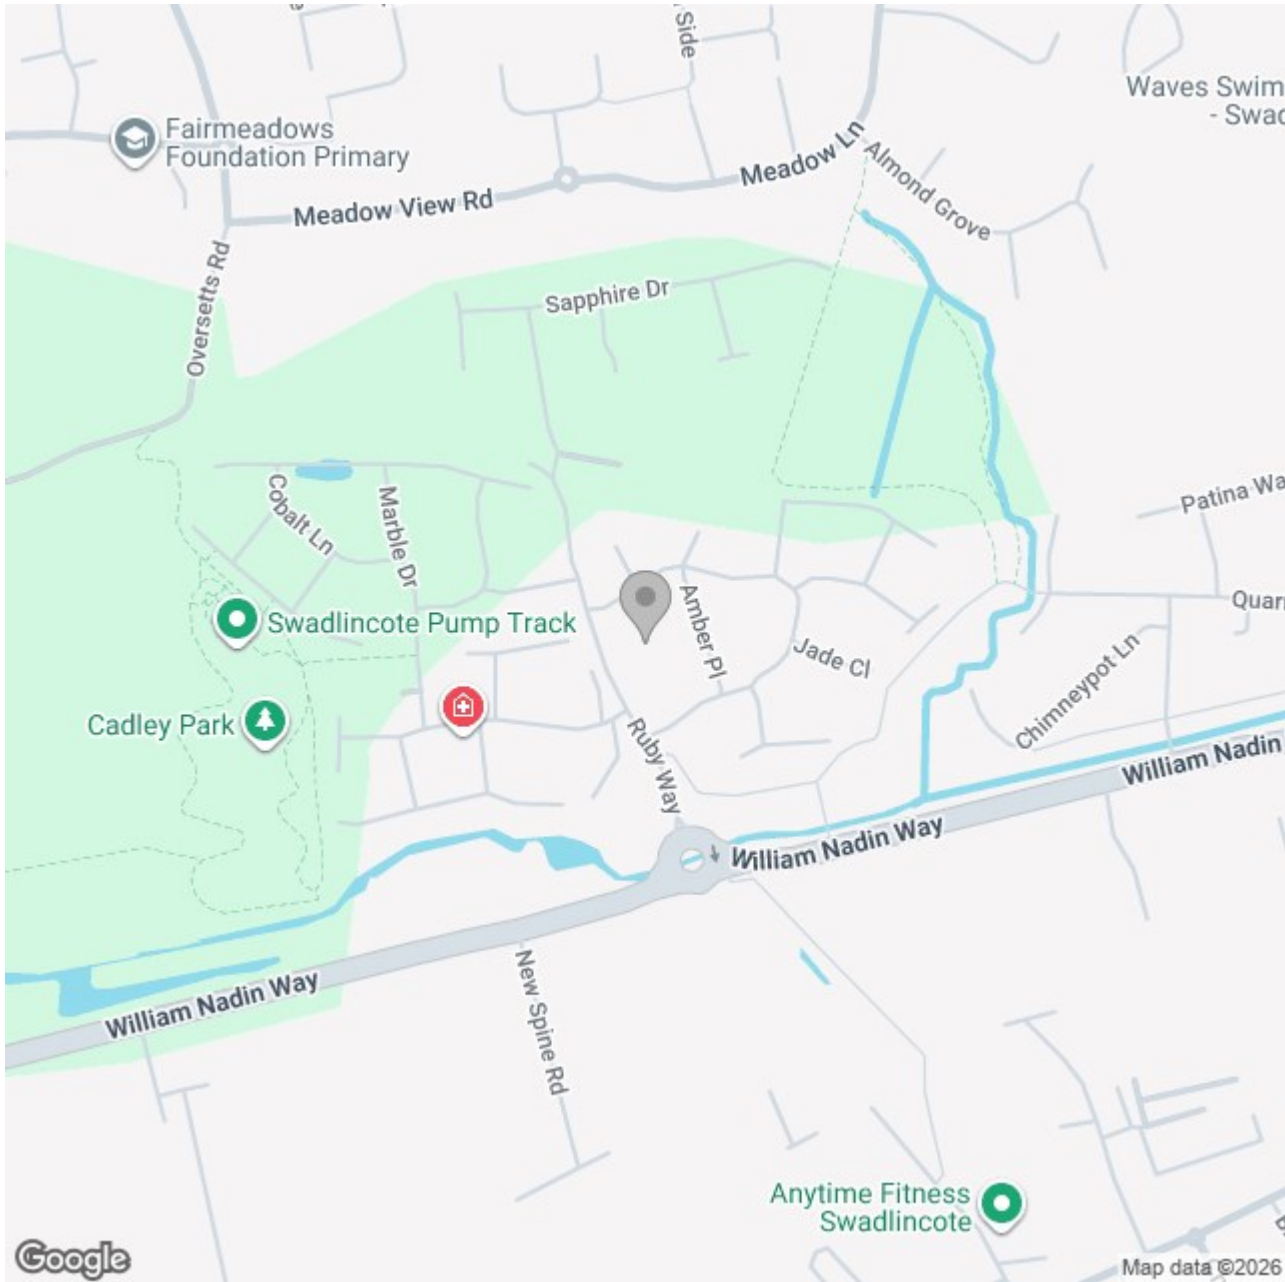 Side
Waves Swim
- Swad
Fairmeadows
Foundation Primary
Meadow Ln
Almond Grove
Meadow View Rd
Oversetts Rd
Sapphire Dr
Cobalt Ln
Marble Dr
Patina Wa
Amber Pl
Quarr
Swadlincote Pump Track
Jade Cl
Chimneypot Ln
Cadley Park
Ruby Way
William Nadin
William Nadin Way
New Spine Rd
William Nadin Way
Anytime Fitness
Swadlincote
Google
Map data ©2026